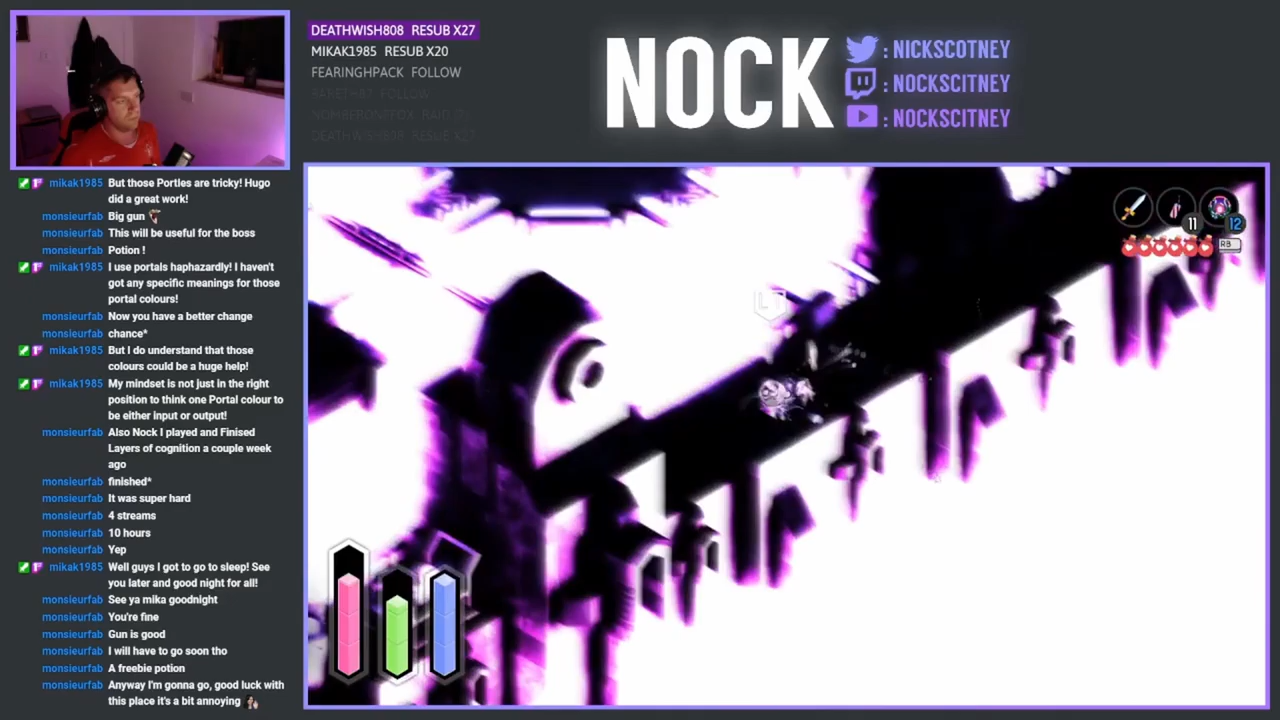 DEATHWISH808 RESUB X27
MIKAK1985 RESUB X20
FEARINGHPACK FOLLOW
NOCK
: NICKSCOTNEY
: NOCKSCITNEY
: NOCKSCITNEY
mikak1985 But those Portles are tricky! Hugo
did a great work!
monsieurfab Big gun
monsieurfab This will be useful for the boss
monsieurfab Potion !
mikak1985 I use portals haphazardly! I haven't
got any specific meanings for those
portal colours!
monsieurfab Now you have a better change
monsieurfab chance*
mikak1985 But I do understand that those
colours could be a huge help!
mikak1985 My mindset is not just in the right
position to think one Portal colour to
be either input or output!
monsieurfab Also Nock I played and Finised
Layers of cognition a couple week
ago
monsieurfab finished*
monsieurfab It was super hard
monsieurfab 4 streams
monsieurfab 10 hours
monsieurfab Yep
mikak1985 Well guys I got to go to sleep! See
you later and good night for all!
monsieurfab See ya mika goodnight
monsieurfab You're fine
monsieurfab Gun is good
monsieurfab I will have to go soon tho
monsieurfab A freebie potion
monsieurfab Anyway I'm gonna go, good luck with
this place it's a bit annoying
11
12
RB